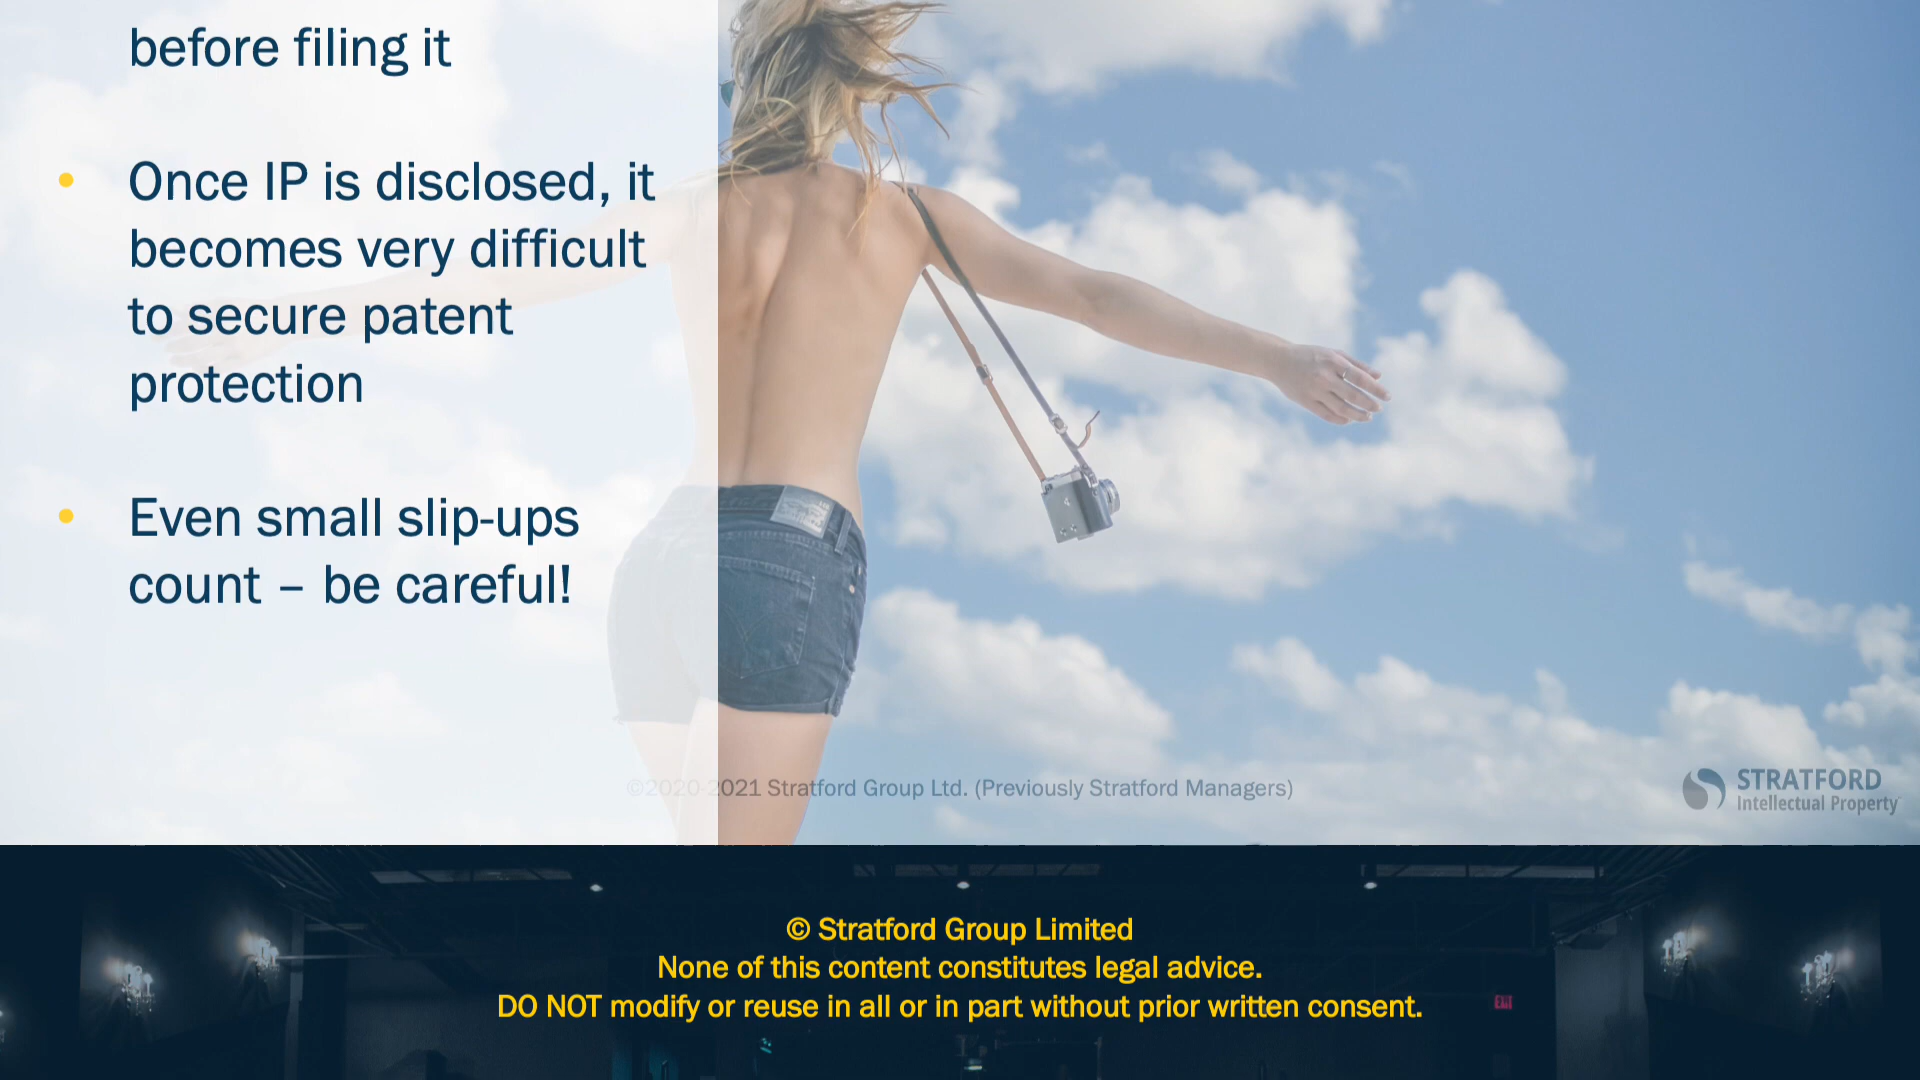 before filing it
• Once IP is disclosed, it
becomes very difficult
to secure patent
protection
• Even small slip-ups
count – be careful!
©2020-2021 Stratford Group Ltd. (Previously Stratford Managers)
STRATFORD
Intellectual Property
© Stratford Group Limited
None of this content constitutes legal advice.
DO NOT modify or reuse in all or in part without prior written consent.
EXIT